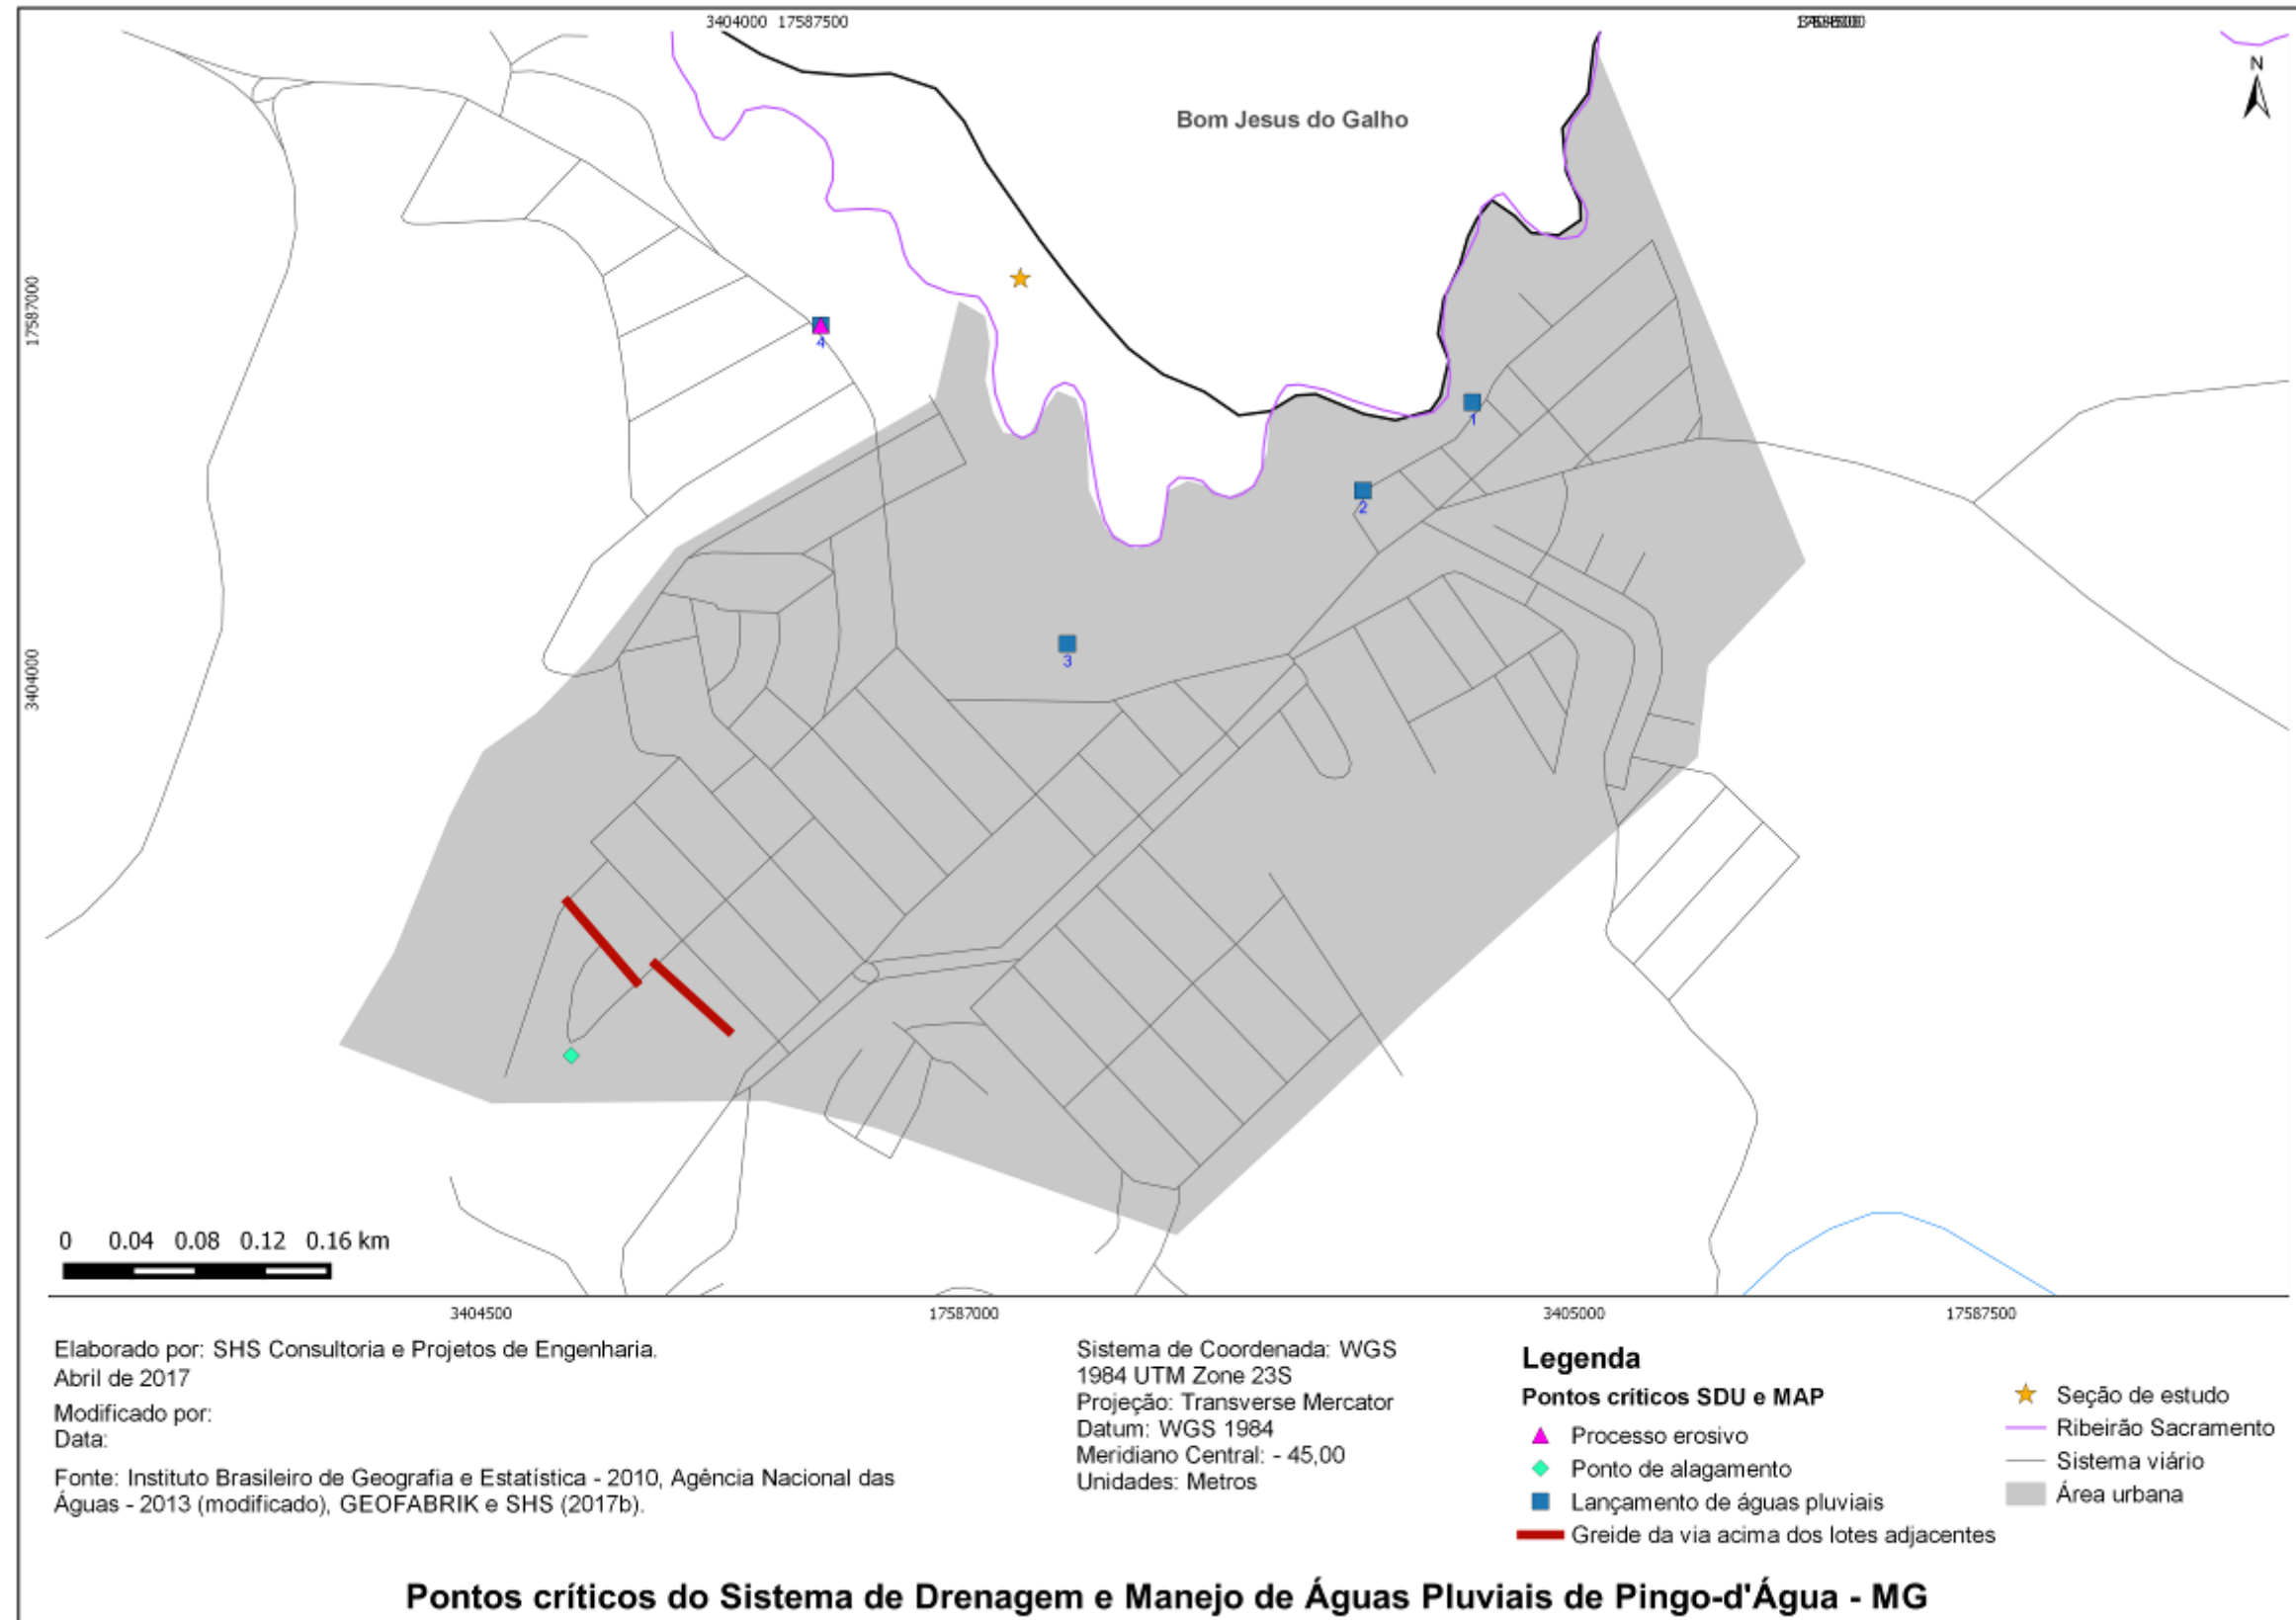 3404000 17587500
N
Bom Jesus do Galho
17587000
4
1
2
3404000
3
0 0.04 0.08 0.12 0.16 km
3404500 17587000 3405000 17587500
Elaborado por: SHS Consultoria e Projetos de Engenharia.
Abril de 2017
Modificado por:
Data:
Fonte: Instituto Brasileiro de Geografia e Estatística - 2010, Agência Nacional das
Águas - 2013 (modificado), GEOFABRIK e SHS (2017b).
Sistema de Coordenada: WGS
1984 UTM Zone 23S
Projeção: Transverse Mercator
Datum: WGS 1984
Meridiano Central: - 45,00
Unidades: Metros
Legenda
Pontos críticos SDU e MAP
Processo erosivo
Ponto de alagamento
Lançamento de águas pluviais
Greide da via acima dos lotes adjacentes
Seção de estudo
Ribeirão Sacramento
Sistema viário
Área urbana
Pontos críticos do Sistema de Drenagem e Manejo de Águas Pluviais de Pingo-d'Água - MG